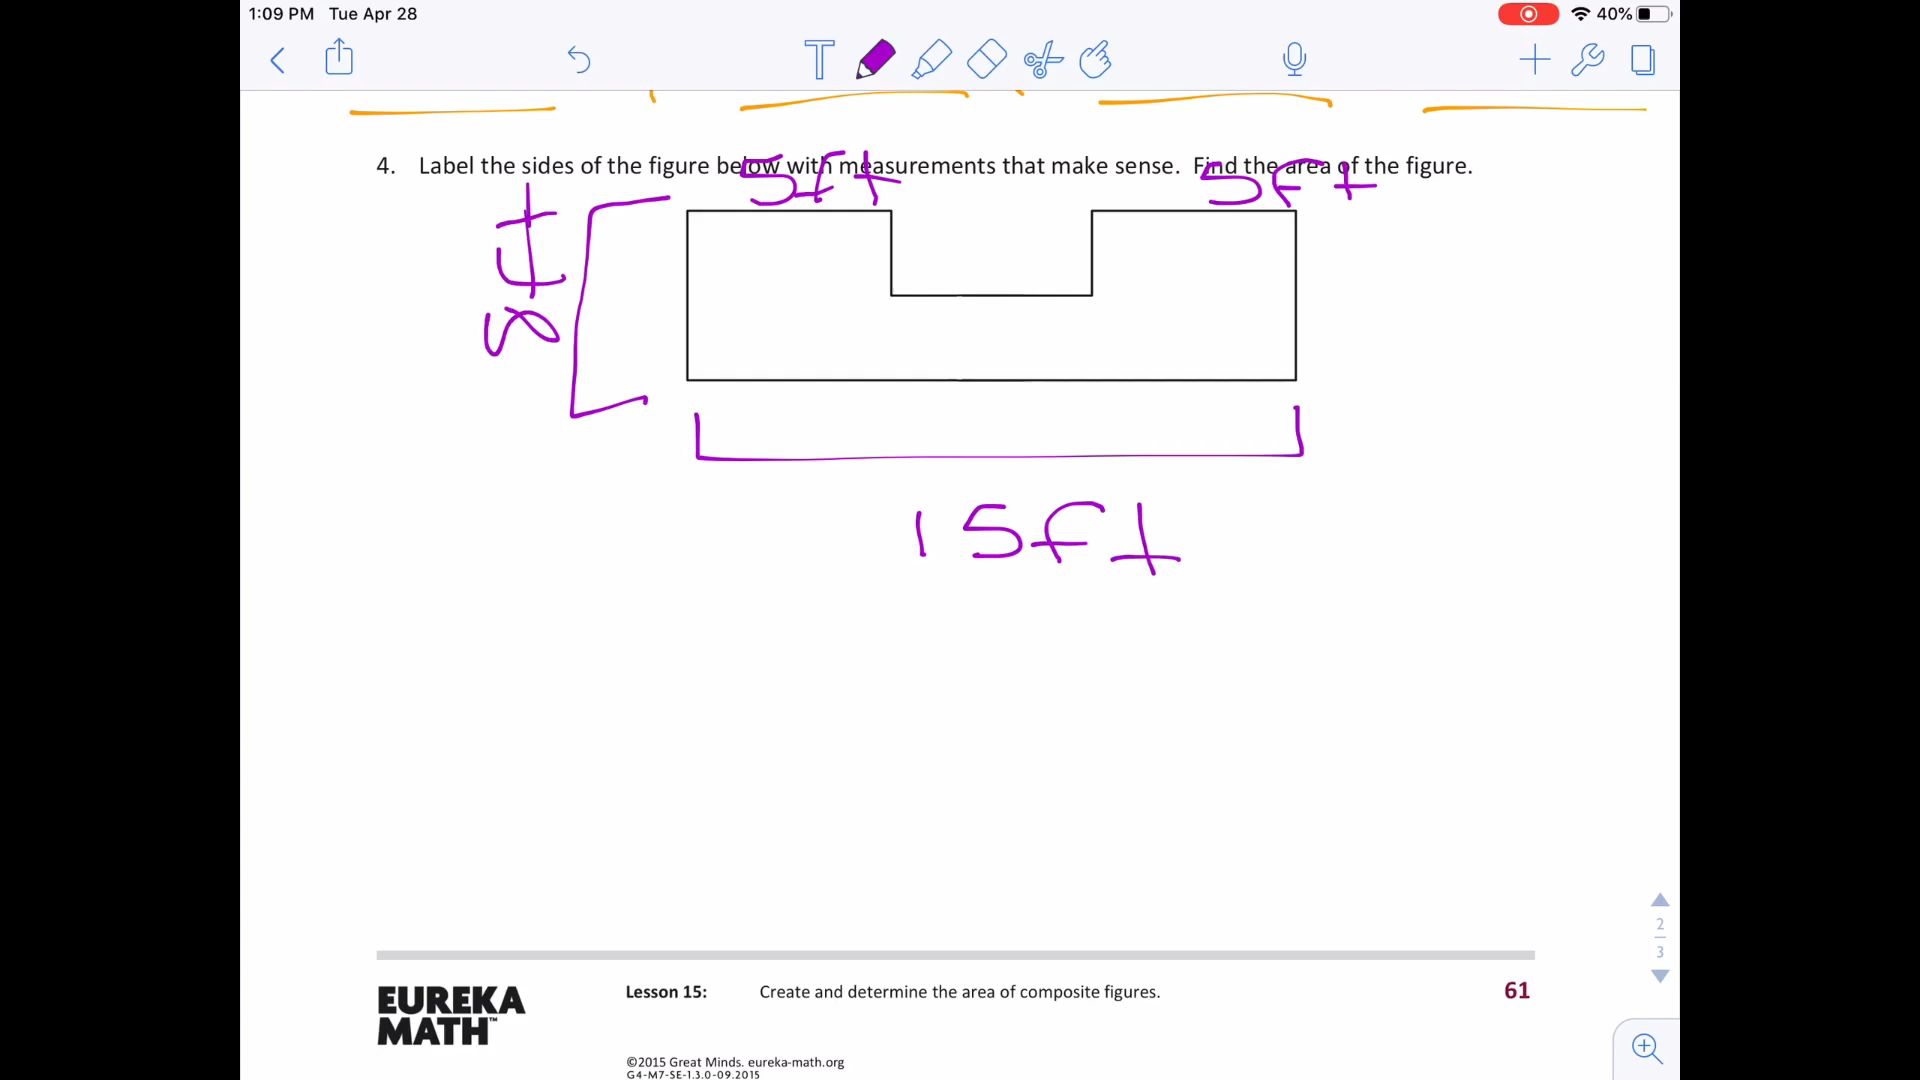 1:09 PM Tue Apr 28
40%
4. Label the sides of the figure below with measurements that make sense. Find the area of the figure.
5ft
5ft
8ft
15ft
2
3
EUREKA
MATH™
Lesson 15: Create and determine the area of composite figures.
61
©2015 Great Minds. eureka-math.org
G4-M7-SE-1.3.0-09.2015